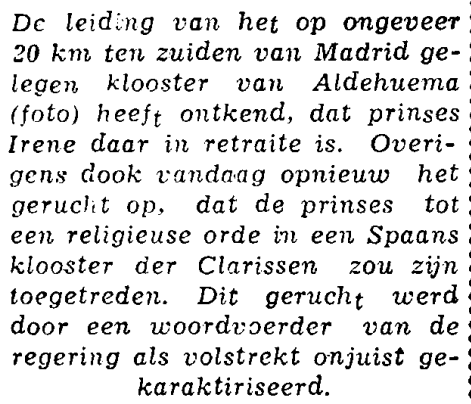 De leiding van het op ongeveer
20 km ten zuiden van Madrid ge-
legen klooster van Aldehuema
(foto) heeft ontkend, dat prinses
Irene daar in retraite is. Overi-
gens dook vandaag opnieuw het
gerucht op, dat de prinses tot
een religieuse orde in een Spaans
klooster der Clarissen zou zijn
toegetreden. Dit gerucht werd
door een woordvoerder van de
regering als volstrekt onjuist ge-
karaktiriseerd.